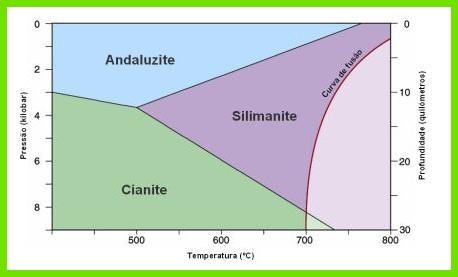 0
2
4
6
8
Pressão (kilobar)
Andaluzite
Silimanite
Cianite
Curva de fusão
0
10
20
30
Profundidade (quilometros)
500
600
700
800
Temperatura (°C)